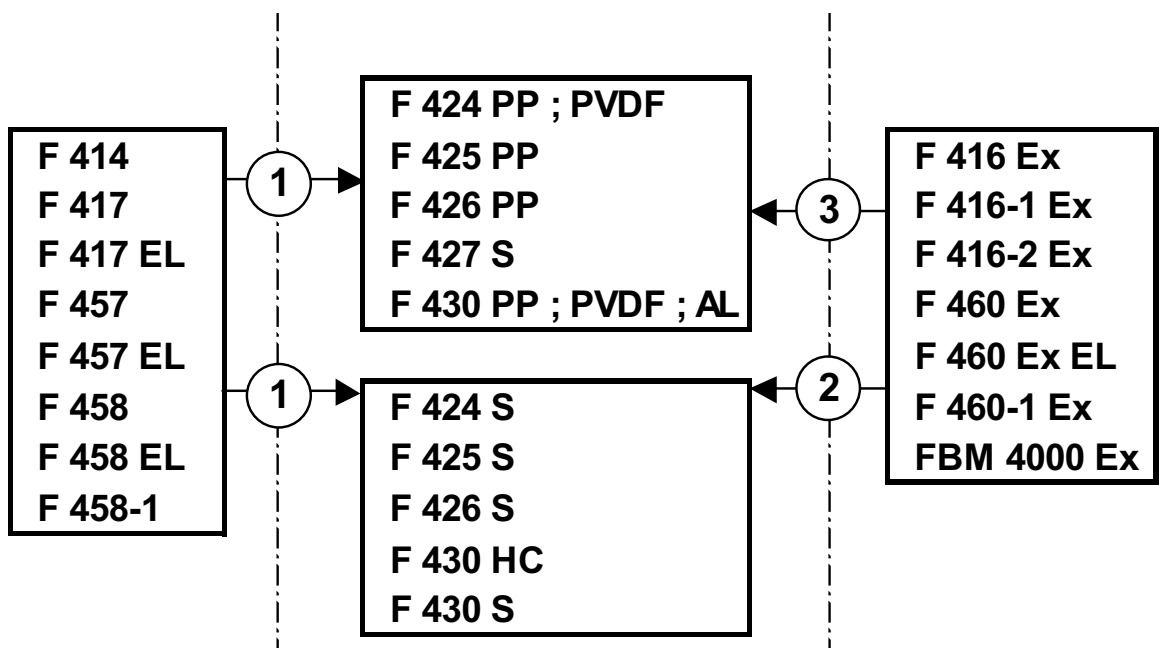 F 414
F 417
F 417 EL
F 457
F 457 EL
F 458
F 458 EL
F 458-1
1
1
F 424 PP ; PVDF
F 425 PP
F 426 PP
F 427 S
F 430 PP ; PVDF ; AL
F 424 S
F 425 S
F 426 S
F 430 HC
F 430 S
3
2
F 416 Ex
F 416-1 Ex
F 416-2 Ex
F 460 Ex
F 460 Ex EL
F 460-1 Ex
FBM 4000 Ex